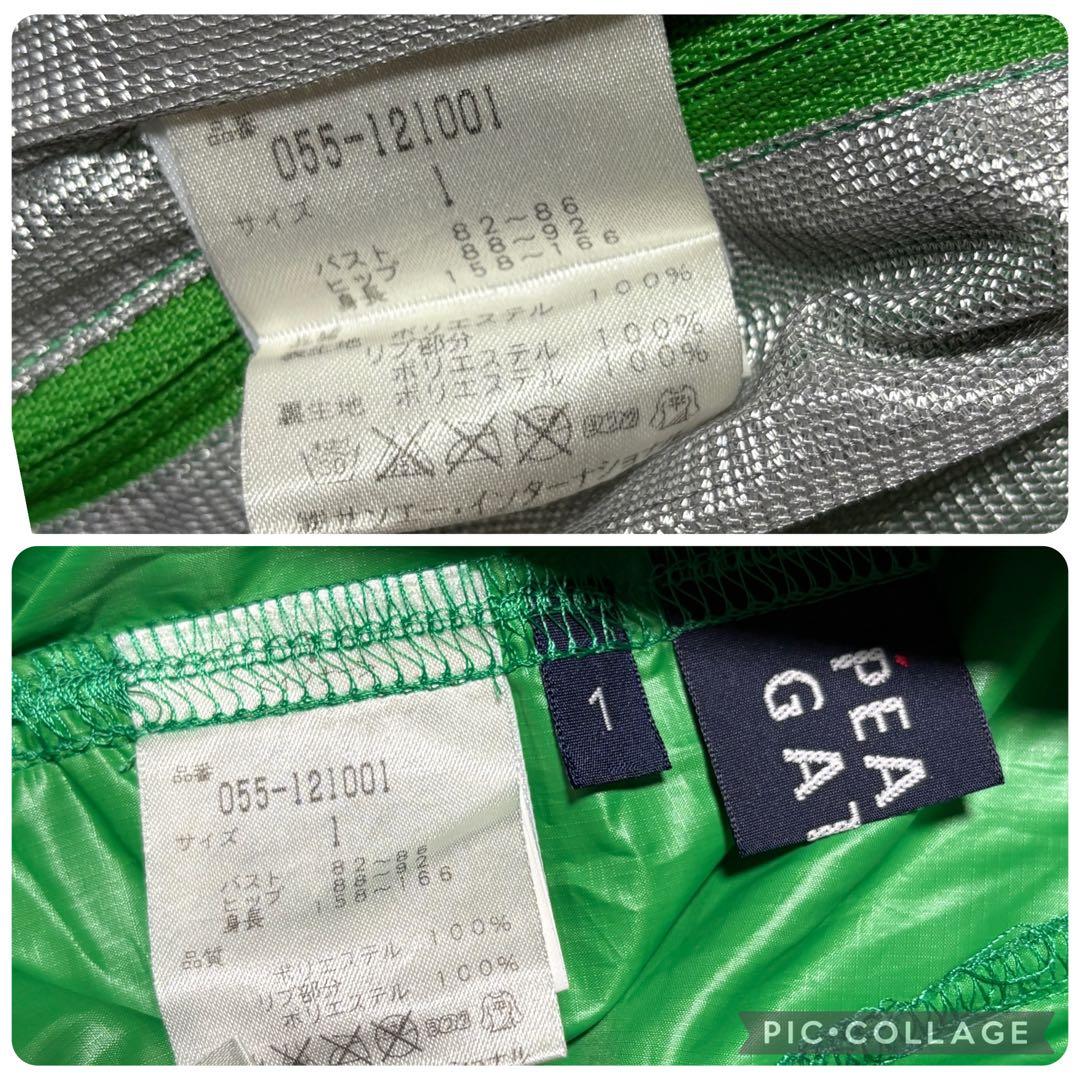 品番
055-121001
サイズ 1
バスト 82〜86
ヒップ 88〜92
身長 158〜166
ポリエステル 100%
リブ部分
ポリエステル 100%
裏生地 ポリエステル 100%
㈱サンエー・インターナショ
品番
055-121001
サイズ 1
バスト 82〜86
ヒップ 88〜92
身長 158〜166
品質 ポリエステル 100%
リブ部分
ポリエステル 100%
ナル
1
PEA
GA
PIC•COLLAGE